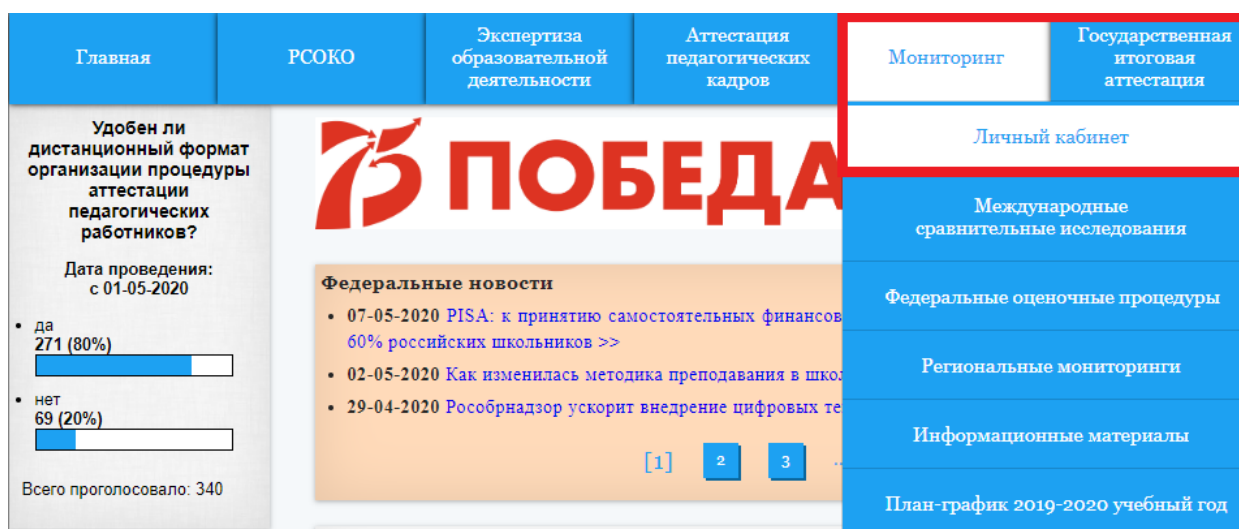 Главная
РСОКО
Экспертиза
образовательной
деятельности
Аттестация
педагогических
кадров
Мониторинг
Государственная
итоговая
аттестация
Личный кабинет
Международные
сравнительные исследования
Федеральные оценочные процедуры
Региональные мониторинги
Информационные материалы
План-график 2019-2020 учебный год
Удобен ли
дистанционный формат
организации процедуры
аттестации
педагогических
работников?
Дата проведения:
с 01-05-2020
да
271 (80%)
нет
69 (20%)
Всего проголосовало: 340
75 ПОБЕДА
Федеральные новости
07-05-2020 PISA: к принятию самостоятельных финансов
60% российских школьников >>
02-05-2020 Как изменилась методика преподавания в
29-04-2020 Рособрнадзор ускорит внедрение цифровых
[1] 2 3 ..